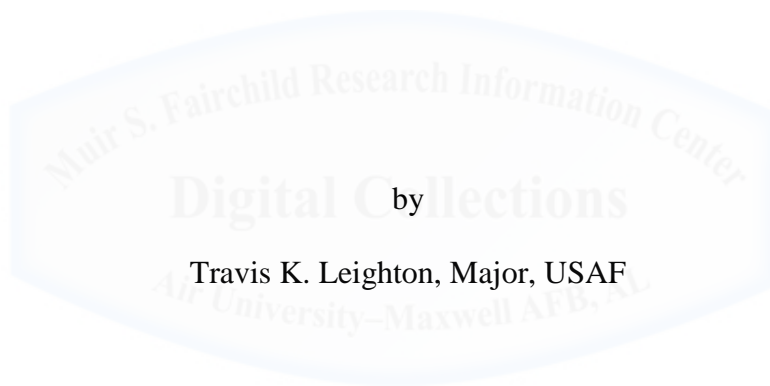 Muir S. Fairchild Research Information Center
Digital Collections
by
Travis K. Leighton, Major, USAF
Air University–Maxwell AFB, AL